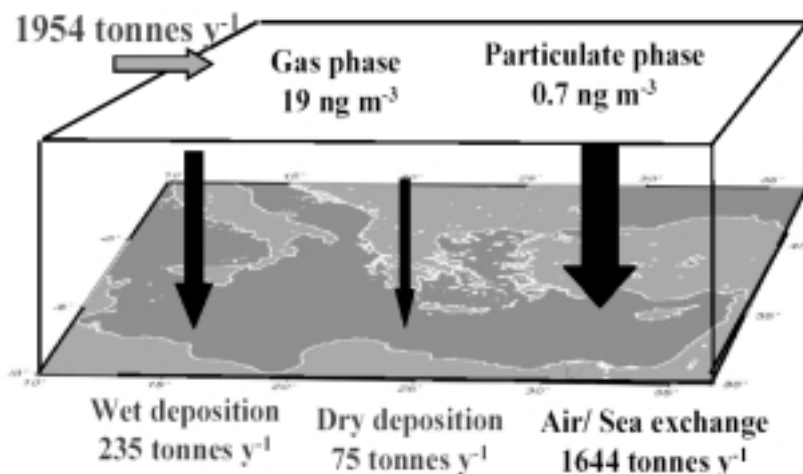 1954 tonnes y-1
Gas phase
19 ng m-3
Particulate phase
0.7 ng m-3
Wet deposition
235 tonnes y-1
Dry deposition
75 tonnes y-1
Air/ Sea exchange
1644 tonnes y-1